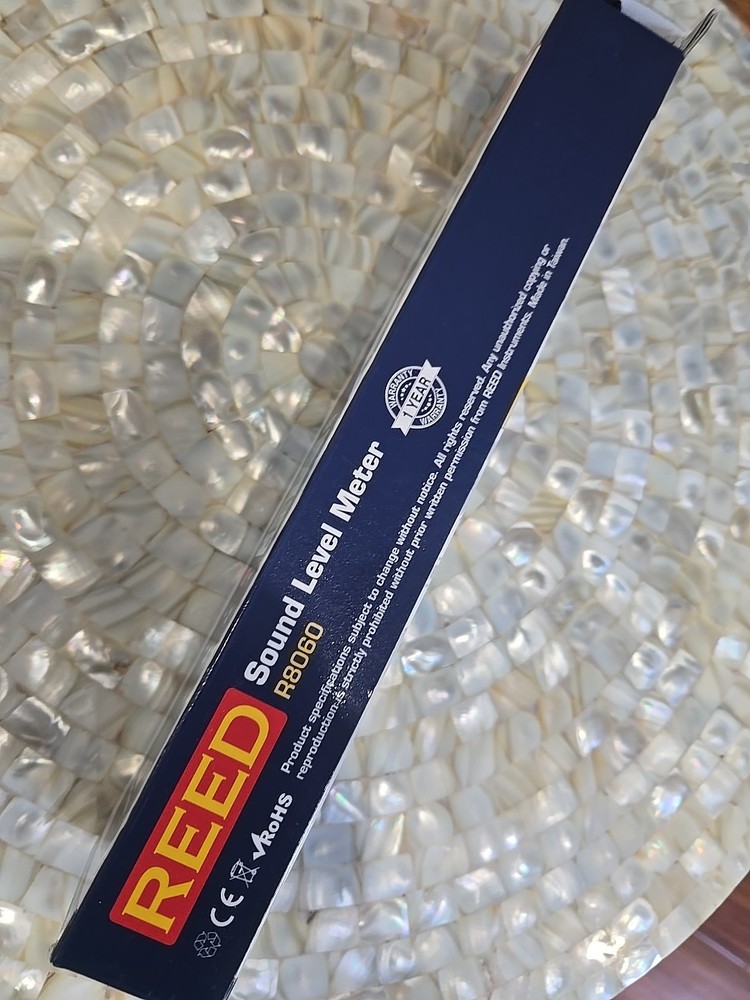 REED
Sound Level Meter
R8060
WARRANTY
1 YEAR
WARRANTY
CE
RoHS
Product specifications subject to change without notice. All rights reserved. Any unauthorized copying or
reproduction is strictly prohibited without prior written permission from REED Instruments. Made in Taiwan.